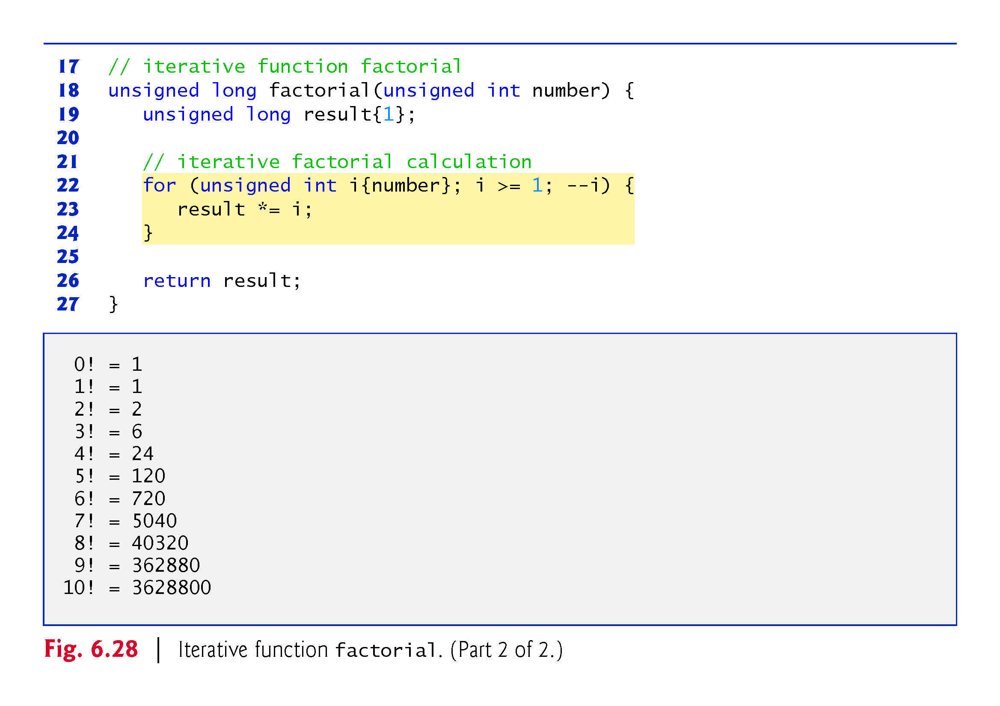 17 // iterative function factorial
18 unsigned long factorial(unsigned int number) {
19    unsigned long result{1};
20
21    // iterative factorial calculation
22    for (unsigned int i{number}; i >= 1; --i) {
23       result *= i;
24    }
25
26    return result;
27 }
 0! = 1
 1! = 1
 2! = 2
 3! = 6
 4! = 24
 5! = 120
 6! = 720
 7! = 5040
 8! = 40320
 9! = 362880
10! = 3628800
Fig. 6.28 | Iterative function factorial. (Part 2 of 2.)